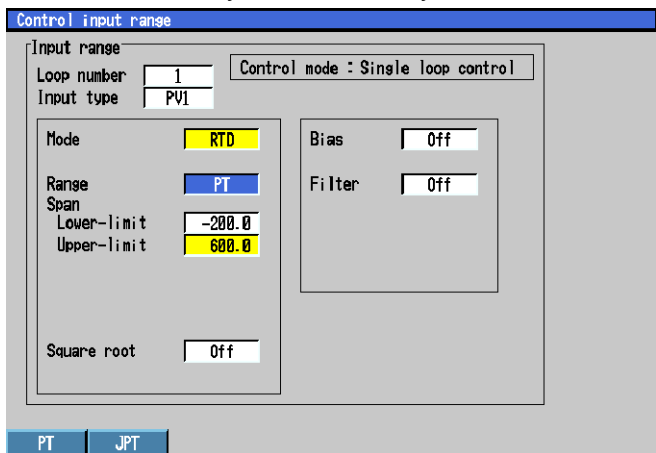 Control input range
Input range
Loop number 1 Control mode : Single loop control
Input type PV1
Mode RTD Bias Off
Range PT Filter Off
Span
Lower-limit -200.0
Upper-limit 600.0
Square root Off
PT JPT